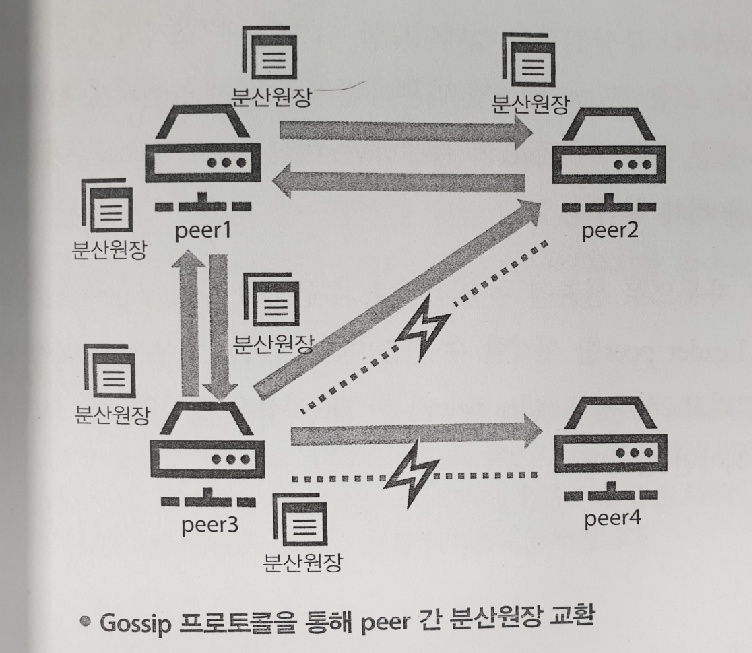 분산원장
분산원장
peer1
peer2
분산원장
분산원장
분산원장
peer3
peer4
분산원장
• Gossip 프로토콜을 통해 peer 간 분산원장 교환